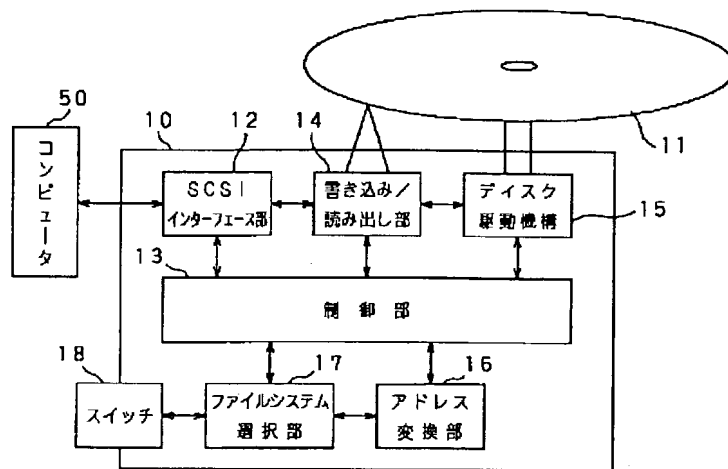 50
コンピュータ
10
12
14
11
SCSI
インターフェース部
書き込み/
読み出し部
ディスク
駆動機構
15
13
制御部
18
17
16
スイッチ
ファイルシステム
選択部
アドレス
変換部